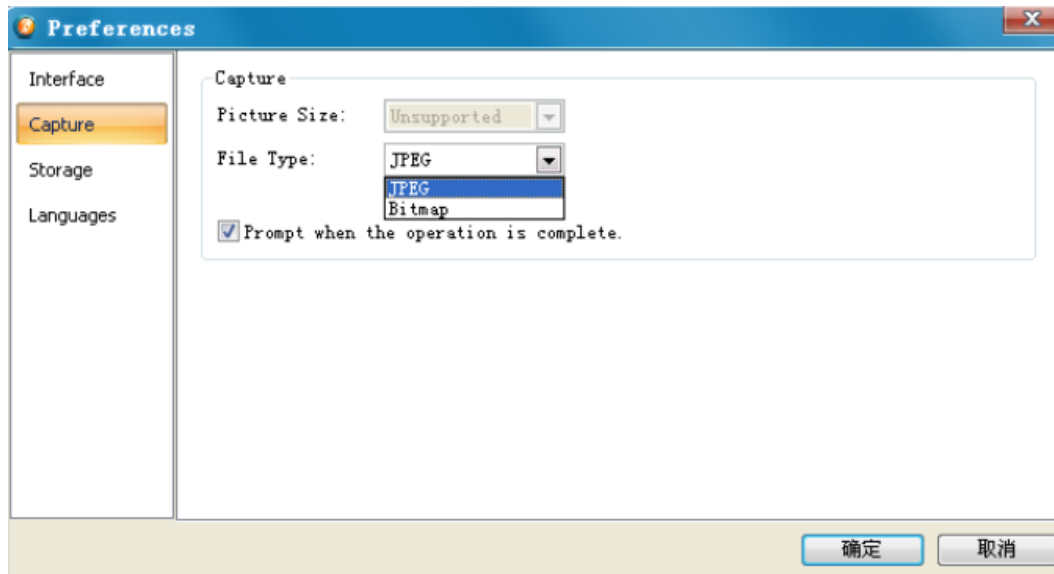 Preferences
Interface
Capture
Storage
Languages
Capture
Picture Size: Unsupported
File Type: JPEG
JPEG
Bitmap
Prompt when the operation is complete.
确定 取消